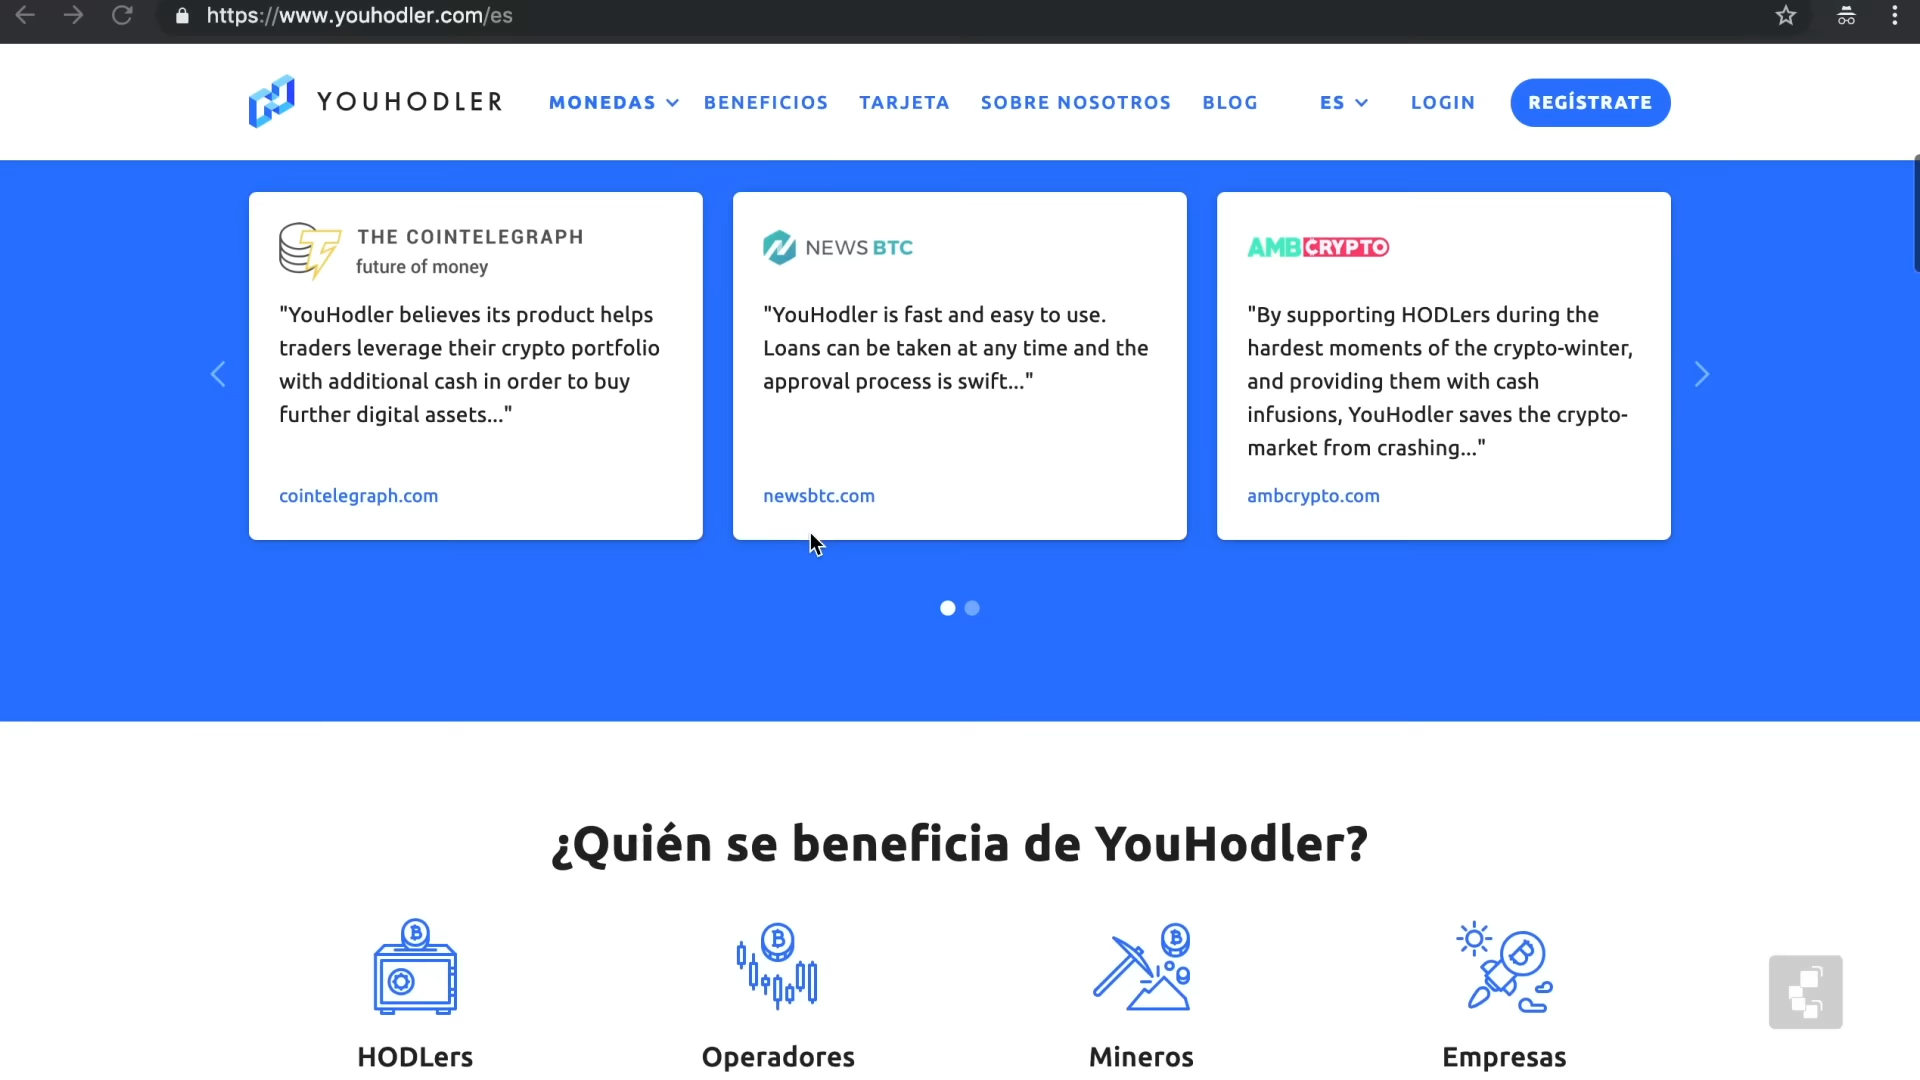 https://www.youhodler.com/es
YOUHODLER
MONEDAS
BENEFICIOS
TARJETA
SOBRE NOSOTROS
BLOG
ES
LOGIN
REGÍSTRATE
THE COINTELEGRAPH
future of money
"YouHodler believes its product helps
traders leverage their crypto portfolio
with additional cash in order to buy
further digital assets..."
cointelegraph.com
NEWS BTC
"YouHodler is fast and easy to use.
Loans can be taken at any time and the
approval process is swift..."
newsbtc.com
AMBCRYPTO
"By supporting HODLers during the
hardest moments of the crypto-winter,
and providing them with cash
infusions, YouHodler saves the crypto-
market from crashing..."
ambcrypto.com
¿Quién se beneficia de YouHodler?
HODLers
Operadores
Mineros
Empresas